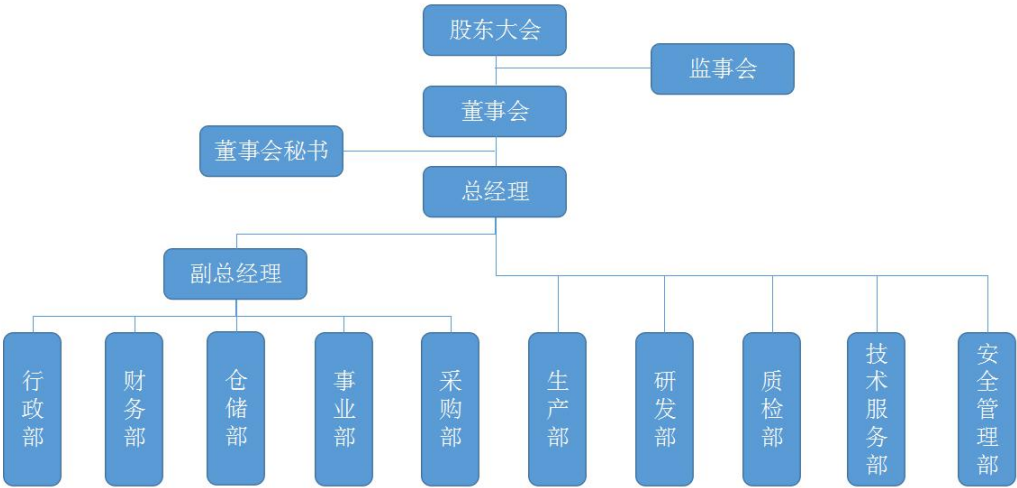 股东大会
监事会
董事会
董事会秘书
总经理
副总经理
行政部
财务部
仓储部
事业部
采购部
生产部
研发部
质检部
技术服务部
安全管理部